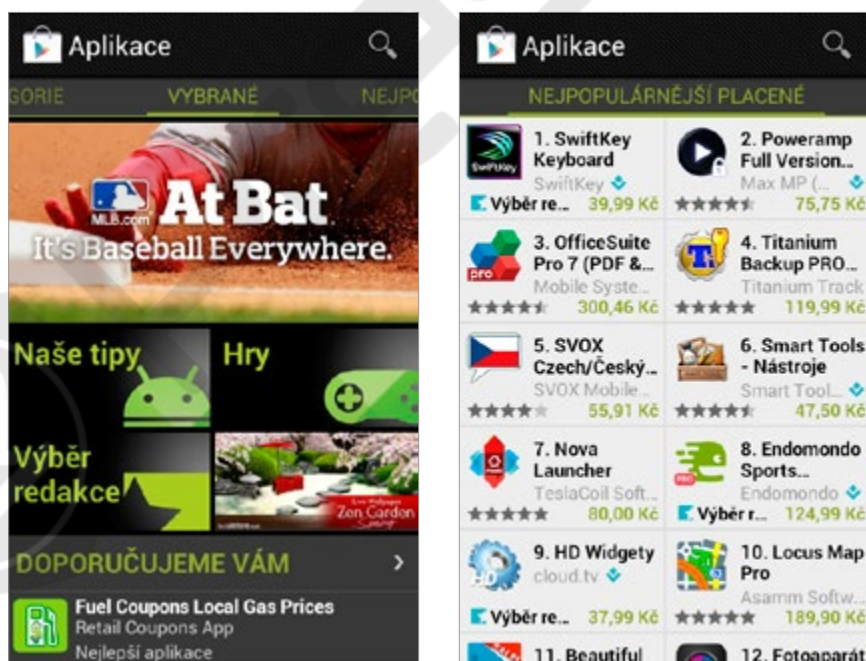 Aplikace
GORIE VYBRANÉ NEJPO
MLB.com At Bat
It's Baseball Everywhere.
Naše tipy Hry
Výběr
redakce
Zen Garden
DOPORUČUJEME VÁM
Fuel Coupons Local Gas Prices
Retail Coupons App
Nejlepší aplikace
Aplikace
NEJPOPULÁRNĚJŠÍ PLACENÉ
1. SwiftKey
Keyboard
SwiftKey
SwiftKey
Výběr re... 39,99 Kč
2. Poweramp
Full Version...
Max MP (...
75,75 Kč
3. OfficeSuite
Pro 7 (PDF &...
pro
Mobile Syste...
300,46 Kč
4. Titanium
Backup PRO...
Titanium Track
119,99 Kč
5. SVOX
Czech/Český...
SVOX Mobile...
55,91 Kč
6. Smart Tools
- Nástroje
Smart Tool...
47,50 Kč
7. Nova
Launcher
TeslaCoil Soft...
80,00 Kč
8. Endomondo
Sports...
PRO
Endomondo
Výběr r... 124,99 Kč
9. HD Widgety
cloud.tv
HD
Výběr re... 37,99 Kč
10. Locus Map
Pro
Asamm Softw...
189,90 Kč
11. Beautiful
12. Fotoaparát